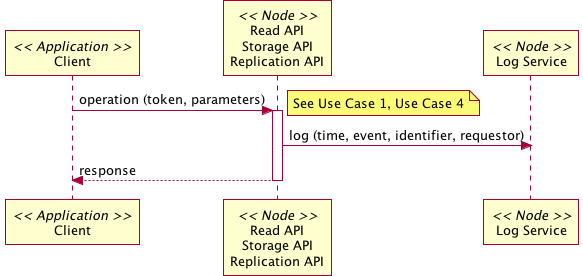 << Application >>
Client
<< Node >>
Read API
Storage API
Replication API
<< Node >>
Log Service
operation (token, parameters)
See Use Case 1, Use Case 4
log (time, event, identifier, requestor)
response
<< Application >>
Client
<< Node >>
Read API
Storage API
Replication API
<< Node >>
Log Service